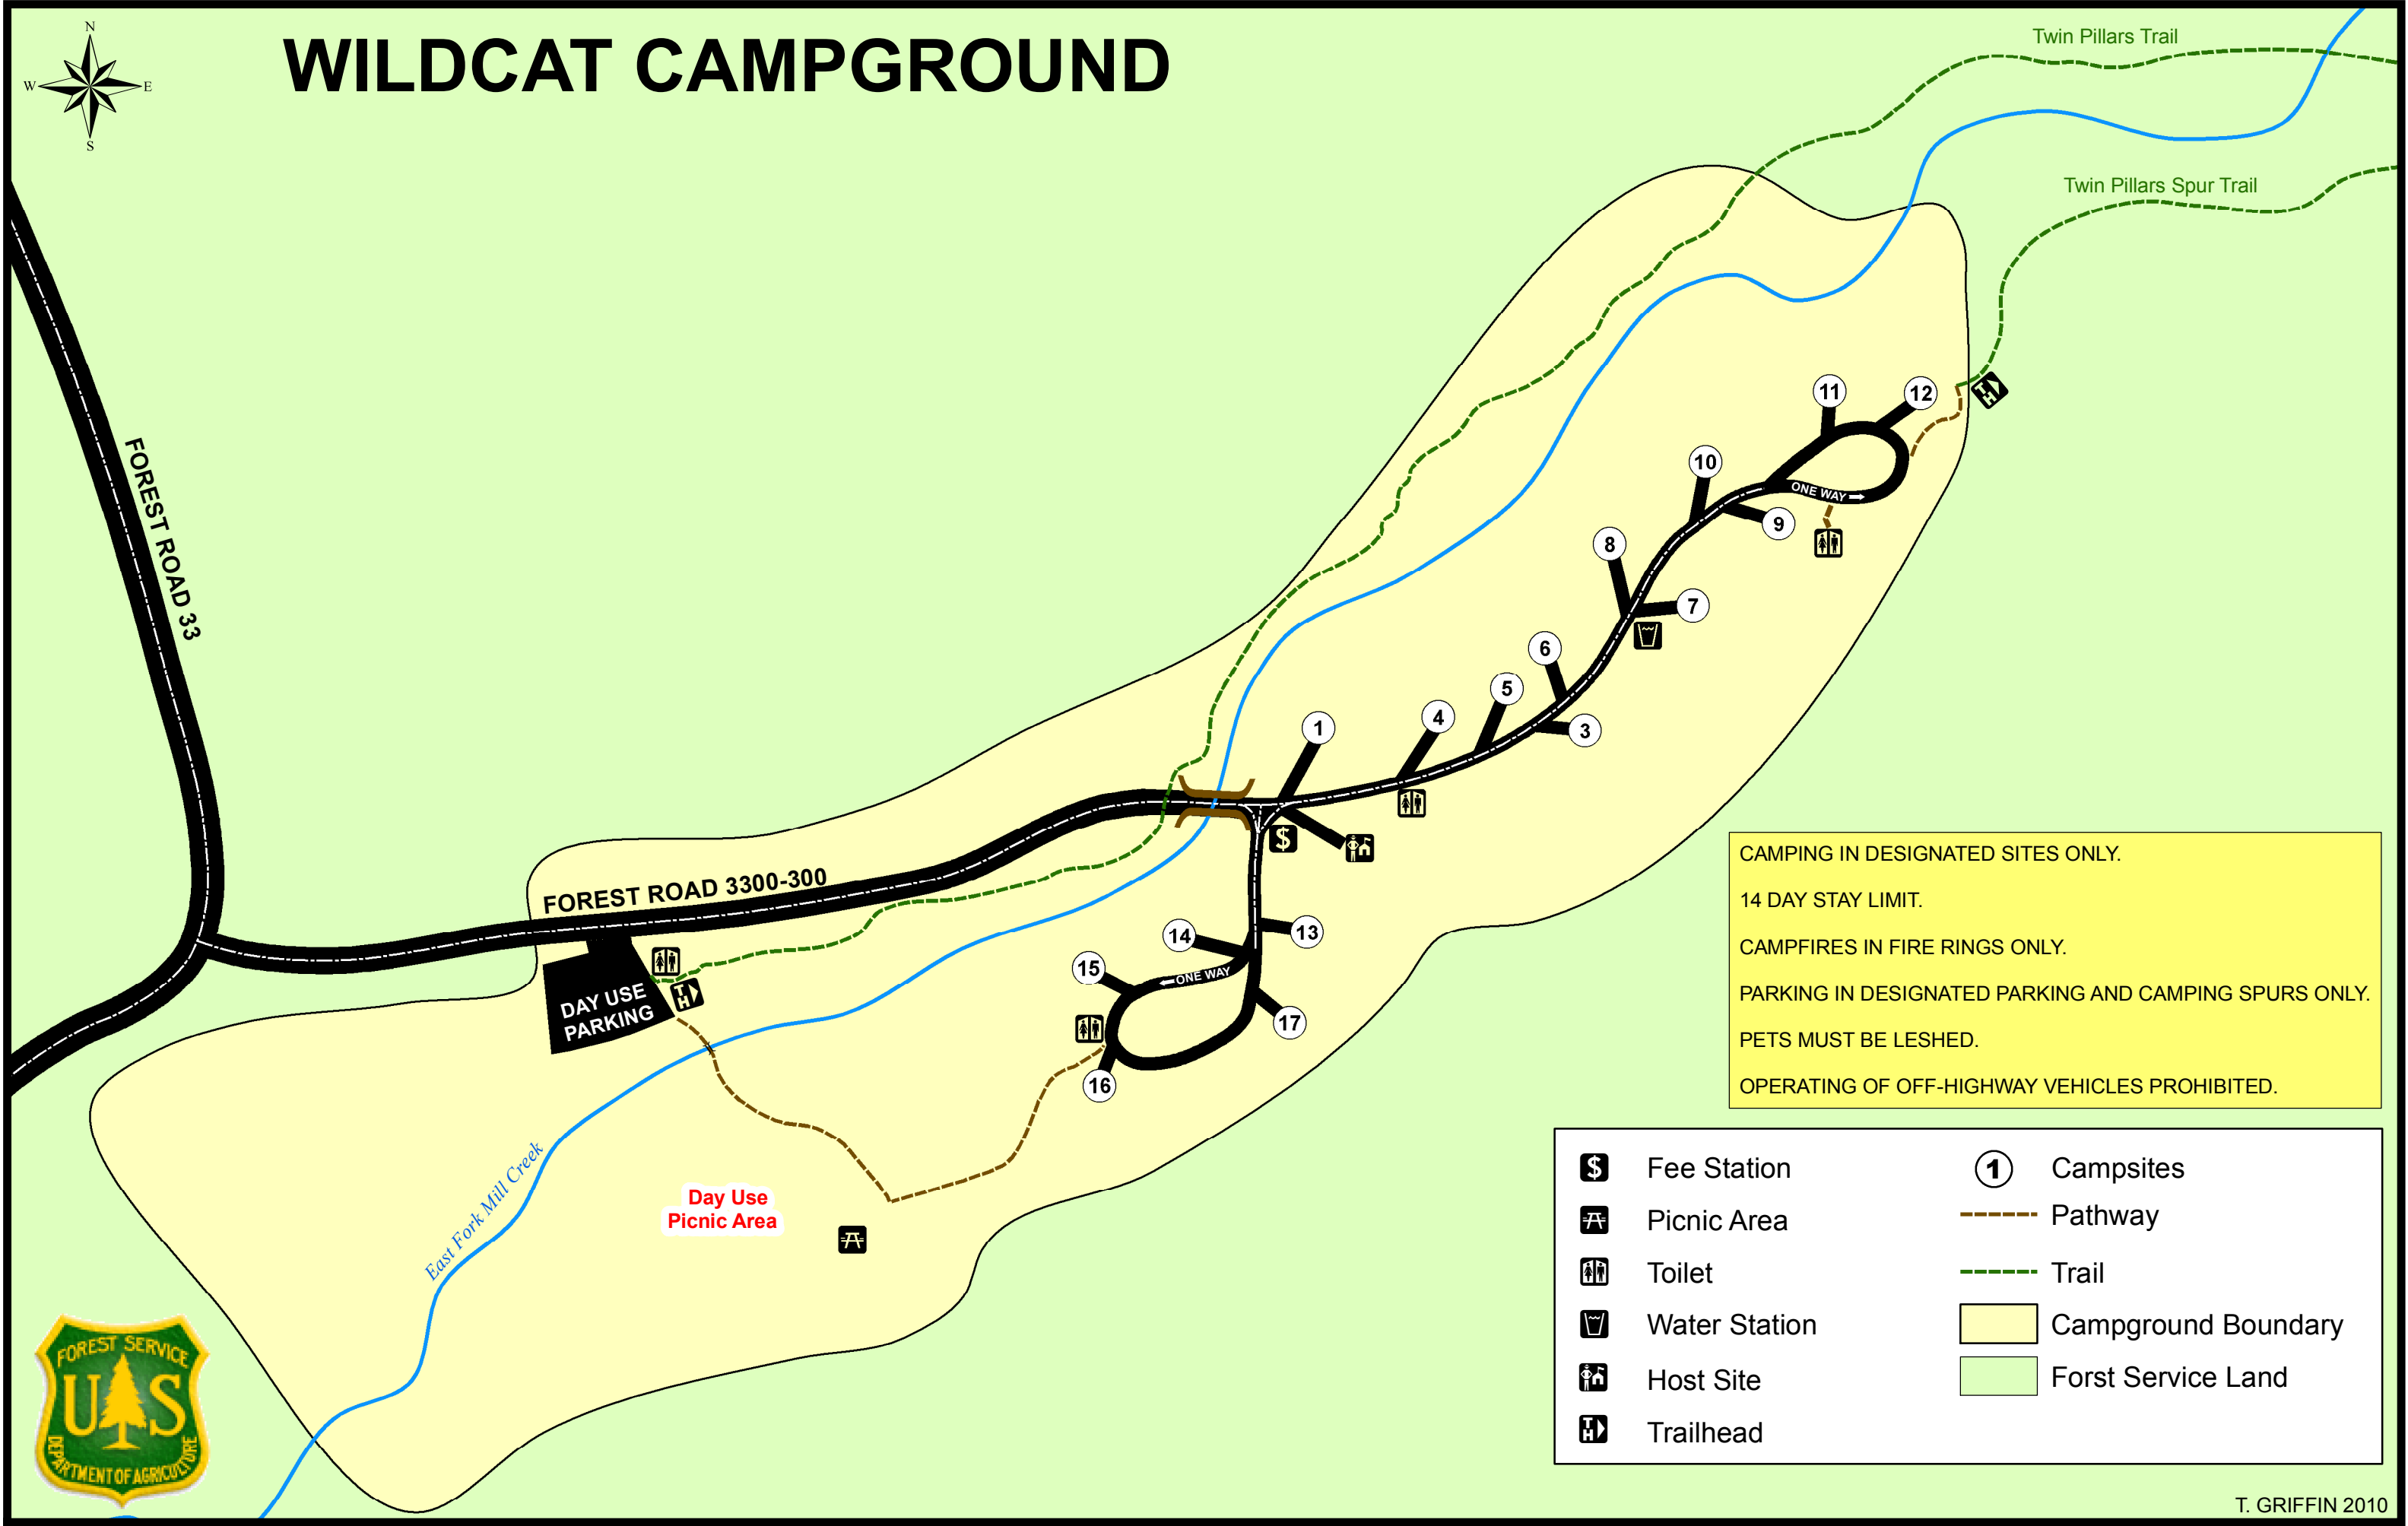 N
W
E
S
WILDCAT CAMPGROUND
Twin Pillars Trail
Twin Pillars Spur Trail
FOREST ROAD 33
11
12
10
ONE WAY
9
8
7
6
5
3
4
1
$
FOREST ROAD 3300-300
13
14
15
ONE WAY
17
16
T
H
DAY USE
PARKING
T
H
East Fork Mill Creek
Day Use
Picnic Area
CAMPING IN DESIGNATED SITES ONLY.
14 DAY STAY LIMIT.
CAMPFIRES IN FIRE RINGS ONLY.
PARKING IN DESIGNATED PARKING AND CAMPING SPURS ONLY.
PETS MUST BE LESHED.
OPERATING OF OFF-HIGHWAY VEHICLES PROHIBITED.
$ Fee Station
Picnic Area
Toilet
Water Station
Host Site
TH Trailhead
1 Campsites
Pathway
Trail
Campground Boundary
Forst Service Land
FOREST SERVICE
U S
DEPARTMENT OF AGRICULTURE
T. GRIFFIN 2010